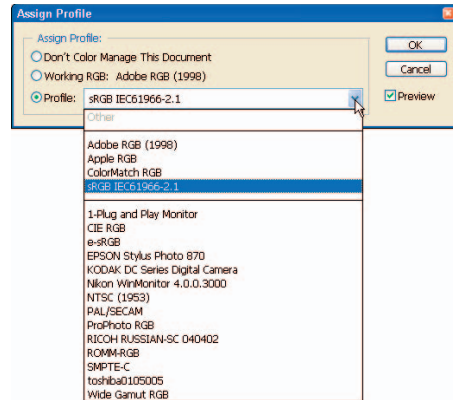 Assign Profile
Assign Profile:
Don't Color Manage This Document
Working RGB: Adobe RGB (1998)
Profile: sRGB IEC61966-2.1
OK
Cancel
Preview
Other
Adobe RGB (1998)
Apple RGB
ColorMatch RGB
sRGB IEC61966-2.1
1-Plug and Play Monitor
CIE RGB
e-sRGB
EPSON Stylus Photo 870
KODAK DC Series Digital Camera
Nikon WinMonitor 4.0.0.3000
NTSC (1953)
PAL/SECAM
ProPhoto RGB
RICOH RUSSIAN-SC 040402
ROMM-RGB
SMPTE-C
toshiba0105005
Wide Gamut RGB